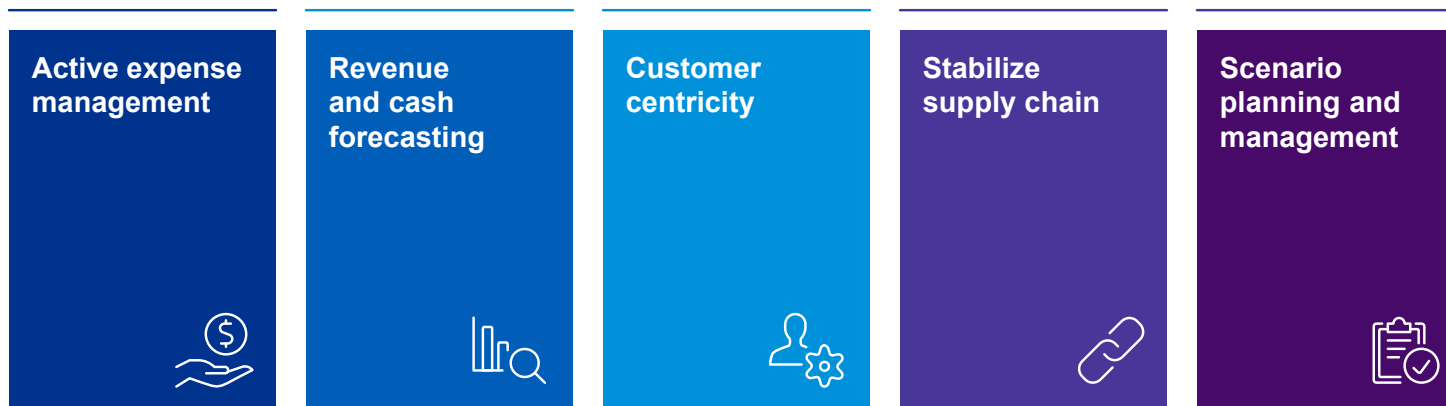 Active expense
management
Revenue
and cash
forecasting
Customer
centricity
Stabilize
supply chain
Scenario
planning and
management
$